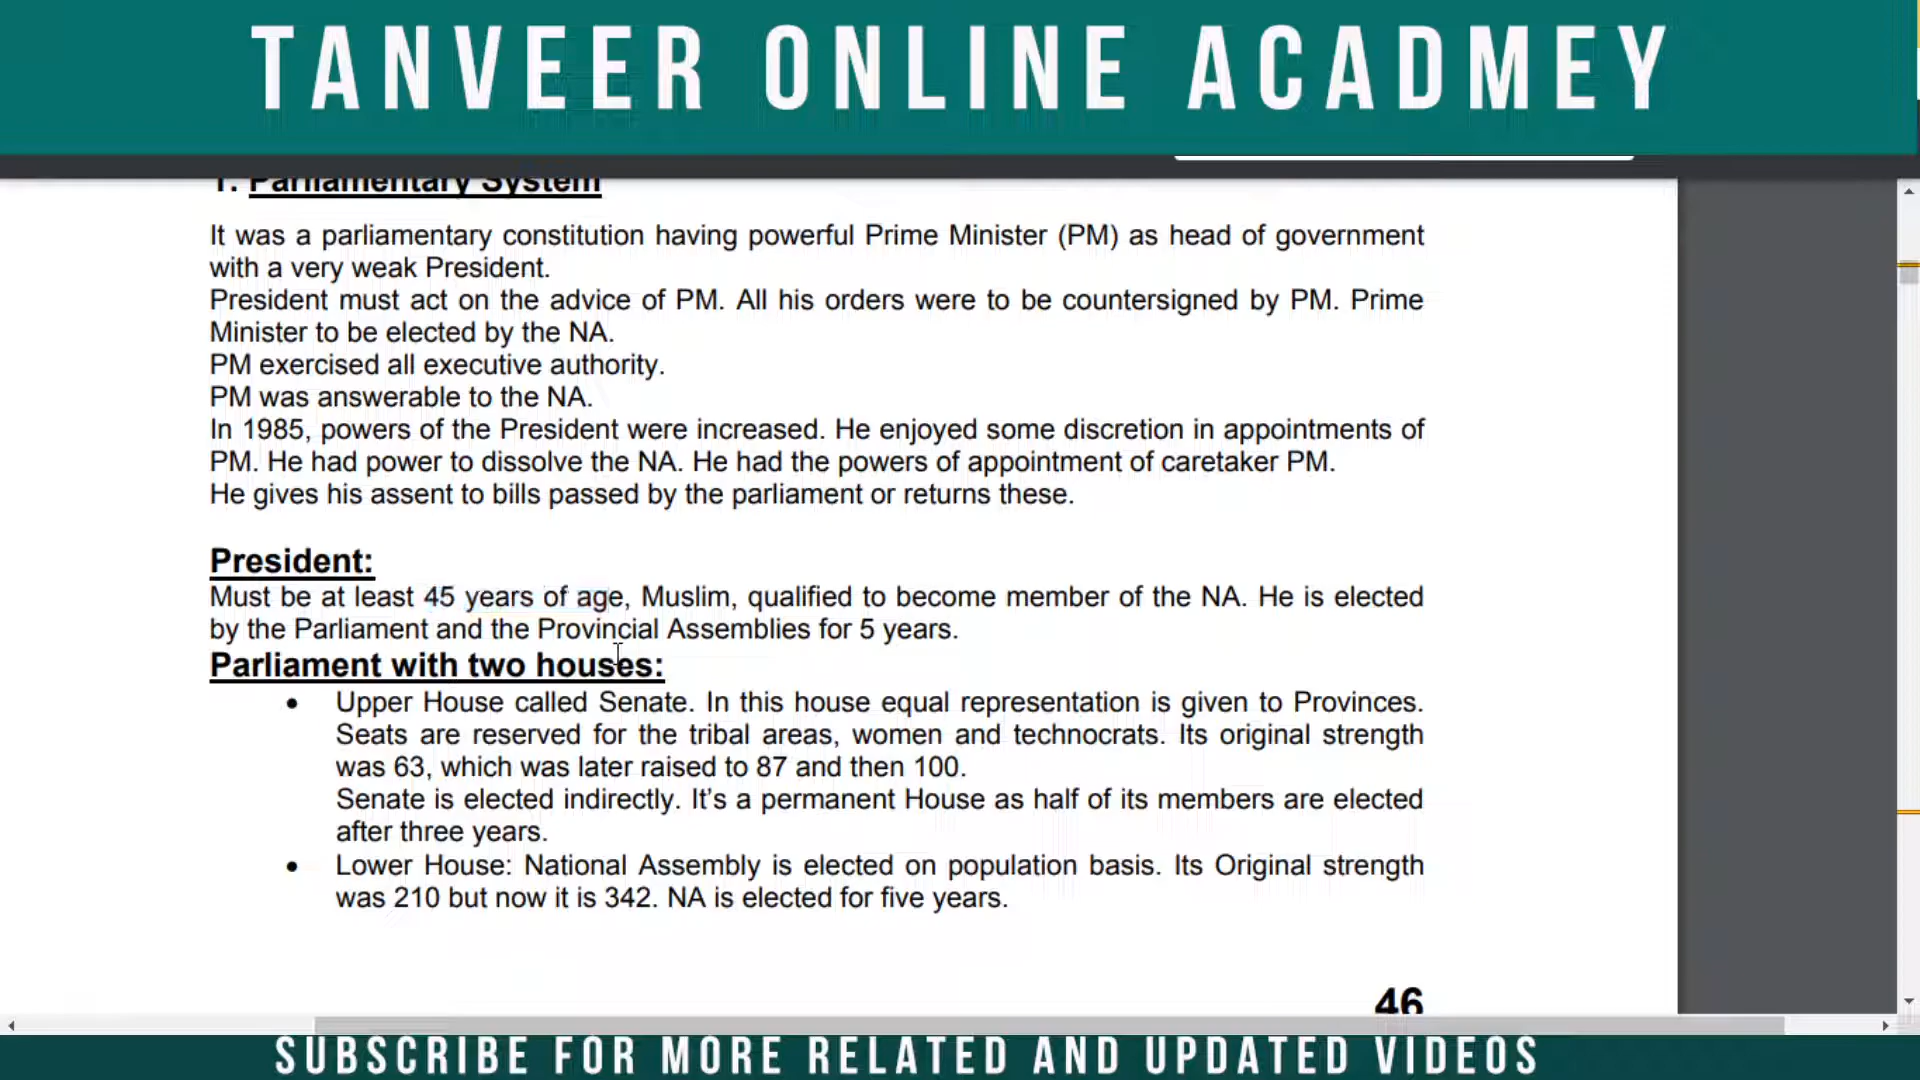 TANVEER ONLINE ACADMEY
1. Parliamentary System
It was a parliamentary constitution having powerful Prime Minister (PM) as head of government
with a very weak President.
President must act on the advice of PM. All his orders were to be countersigned by PM. Prime
Minister to be elected by the NA.
PM exercised all executive authority.
PM was answerable to the NA.
In 1985, powers of the President were increased. He enjoyed some discretion in appointments of
PM. He had power to dissolve the NA. He had the powers of appointment of caretaker PM.
He gives his assent to bills passed by the parliament or returns these.
President:
Must be at least 45 years of age, Muslim, qualified to become member of the NA. He is elected
by the Parliament and the Provincial Assemblies for 5 years.
Parliament with two houses:
• Upper House called Senate. In this house equal representation is given to Provinces.
Seats are reserved for the tribal areas, women and technocrats. Its original strength
was 63, which was later raised to 87 and then 100.
Senate is elected indirectly. It's a permanent House as half of its members are elected
after three years.
• Lower House: National Assembly is elected on population basis. Its Original strength
was 210 but now it is 342. NA is elected for five years.
46
SUBSCRIBE FOR MORE RELATED AND UPDATED VIDEOS